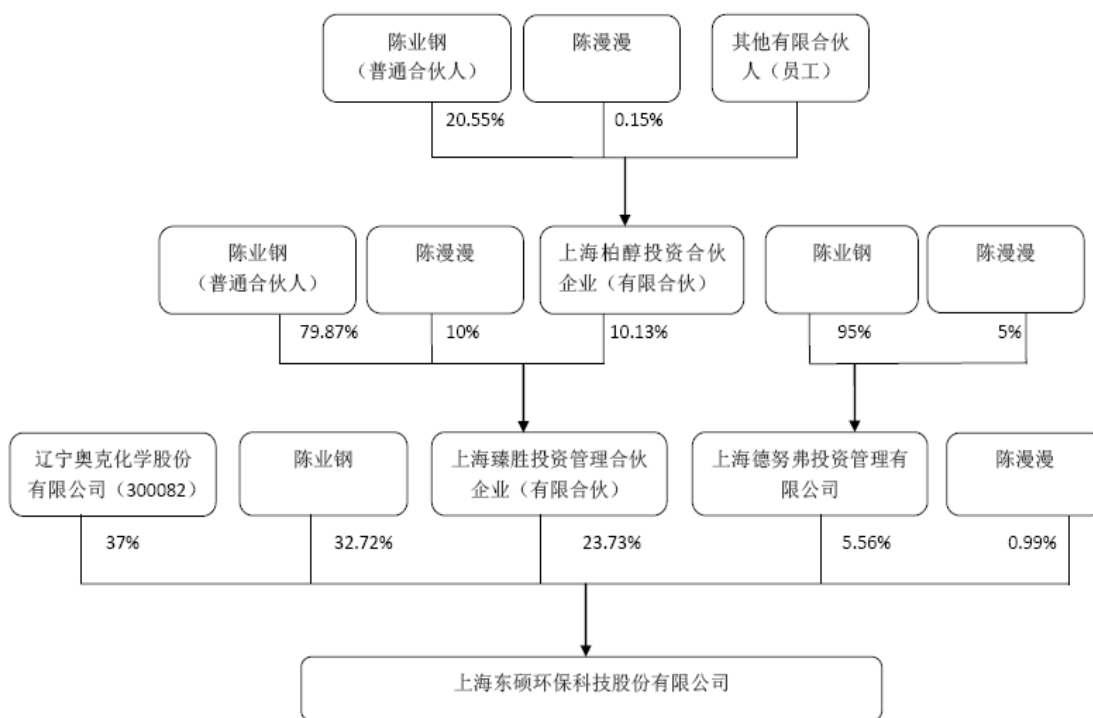 陈业钢
（普通合伙人）
陈漫漫
其他有限合伙
人（员工）
20.55%
0.15%
陈业钢
（普通合伙人）
陈漫漫
上海柏醇投资合伙
企业（有限合伙）
陈业钢
陈漫漫
79.87%
10%
10.13%
95%
5%
辽宁奥克化学股份
有限公司（300082）
陈业钢
上海臻胜投资管理合伙
企业（有限合伙）
上海德努弗投资管理有
限公司
陈漫漫
37%
32.72%
23.73%
5.56%
0.99%
上海东硕环保科技股份有限公司